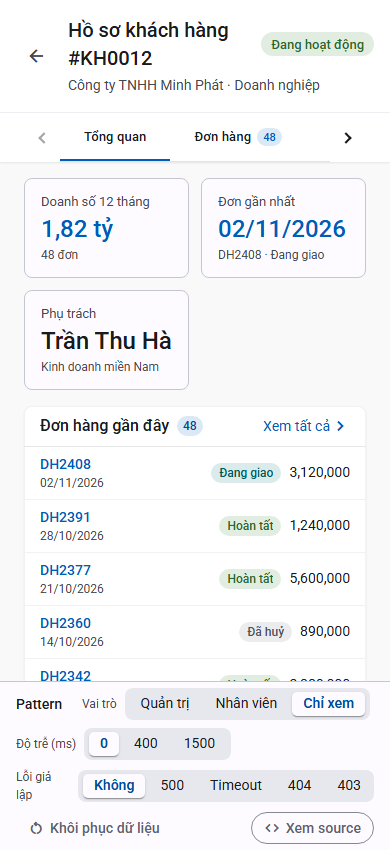 Hồ sơ khách hàng
#KH0012
Đang hoạt động
Công ty TNHH Minh Phát · Doanh nghiệp
Tổng quan
Đơn hàng 48
Doanh số 12 tháng
1,82 tỷ
48 đơn
Đơn gần nhất
02/11/2026
DH2408 · Đang giao
Phụ trách
Trần Thu Hà
Kinh doanh miền Nam
Đơn hàng gần đây 48
Xem tất cả
DH2408
02/11/2026
Đang giao 3,120,000
DH2391
28/10/2026
Hoàn tất 1,240,000
DH2377
21/10/2026
Hoàn tất 5,600,000
DH2360
14/10/2026
Đã huỷ 890,000
DH2342
Pattern Vai trò Quản trị Nhân viên Chỉ xem
Độ trễ (ms) 0 400 1500
Lỗi giả
lập
Không 500 Timeout 404 403
Khôi phục dữ liệu
Xem source